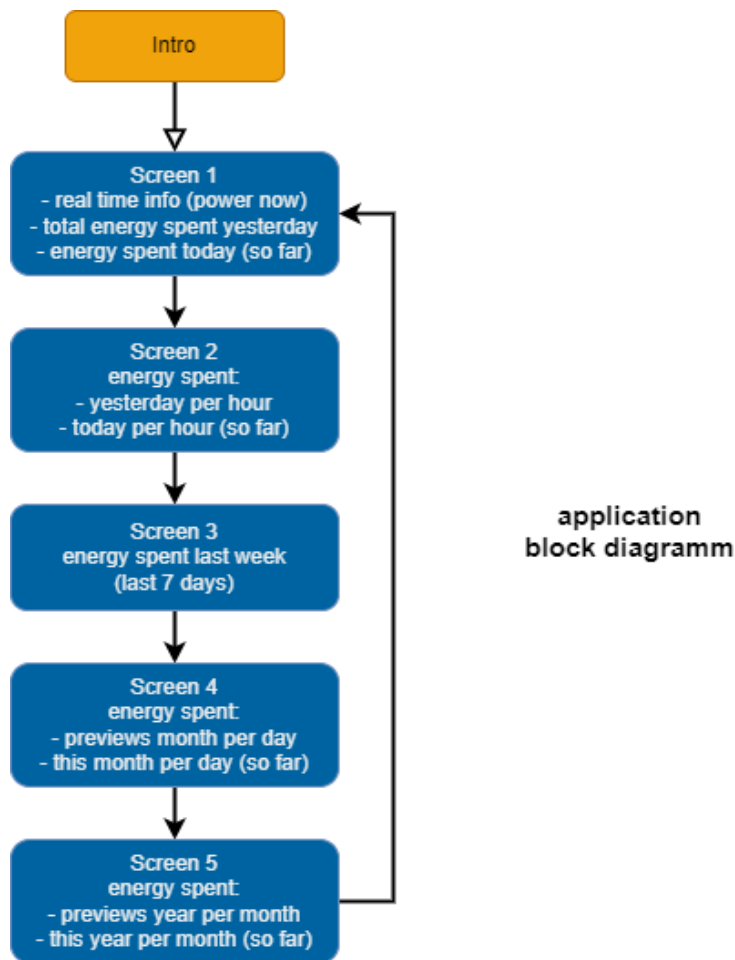 Intro
Screen 1
- real time info (power now)
- total energy spent yesterday
- energy spent today (so far)
Screen 2
energy spent:
- yesterday per hour
- today per hour (so far)
Screen 3
energy spent last week
(last 7 days)
application
block diagramm
Screen 4
energy spent:
- previews month per day
- this month per day (so far)
Screen 5
energy spent:
- previews year per month
- this year per month (so far)